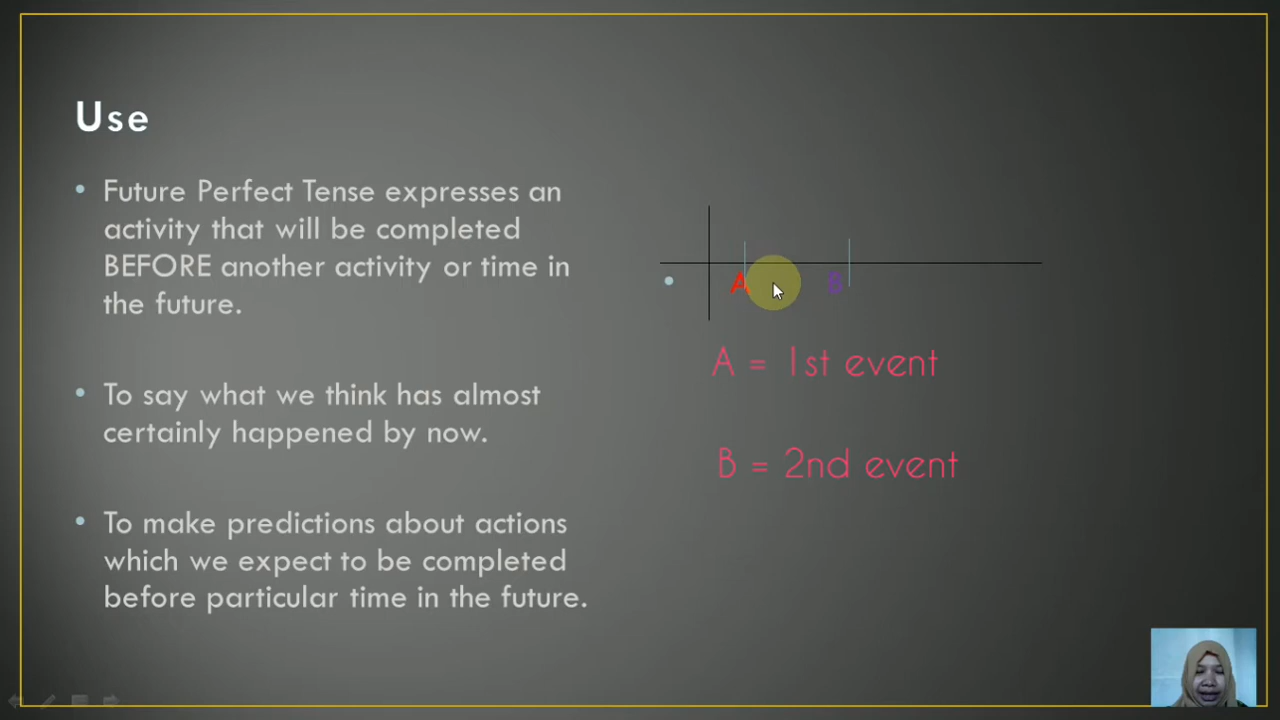 Use
• Future Perfect Tense expresses an
activity that will be completed
BEFORE another activity or time in
the future.
• To say what we think has almost
certainly happened by now.
• To make predictions about actions
which we expect to be completed
before particular time in the future.
• A B
A = 1st event
B = 2nd event